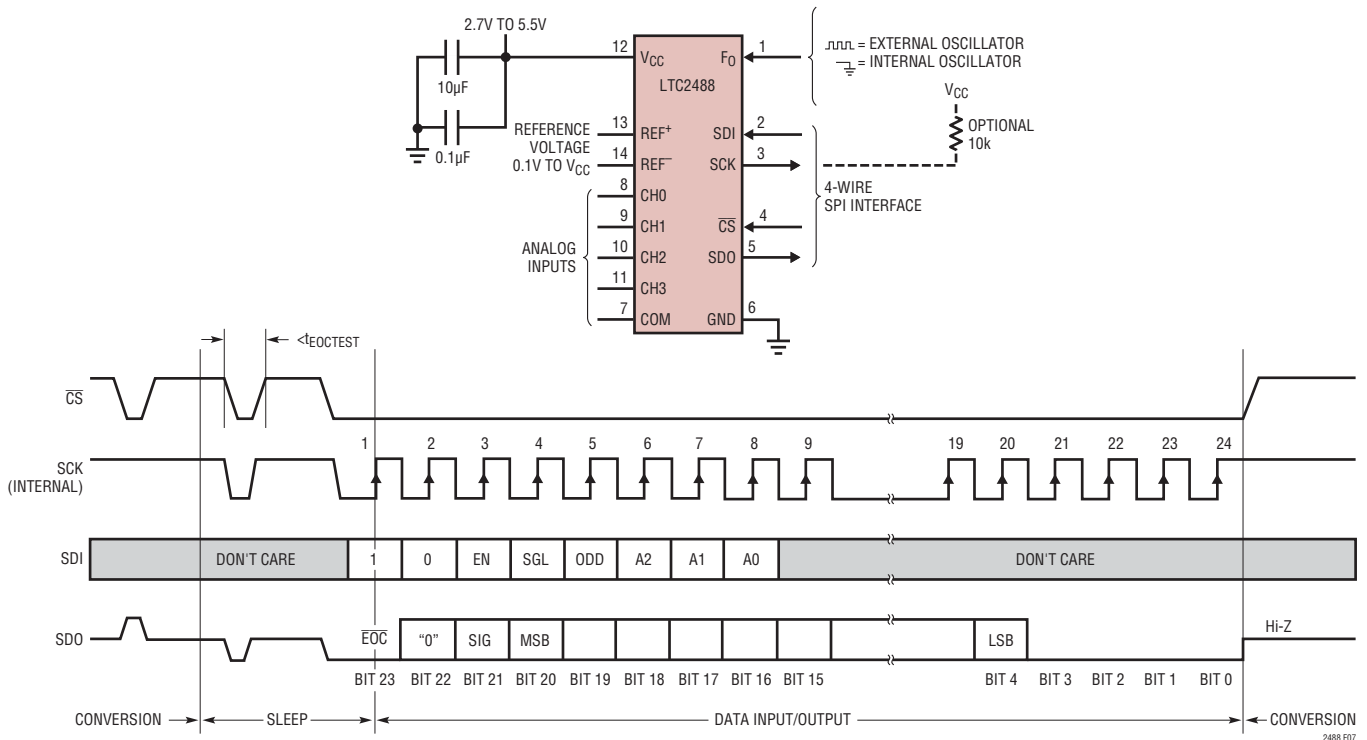 2.7V TO 5.5V
10µF
0.1µF
REFERENCE
VOLTAGE
0.1V TO VCC
ANALOG
INPUTS
12 VCC
13 REF+
14 REF–
8 CH0
9 CH1
10 CH2
11 CH3
7 COM
LTC2488
FO 1
SDI 2
SCK 3
CS 4
SDO 5
GND 6
= EXTERNAL OSCILLATOR
= INTERNAL OSCILLATOR
VCC
OPTIONAL
10k
4-WIRE
SPI INTERFACE
<tEOCTEST
CS
SCK
(INTERNAL)
1 2 3 4 5 6 7 8 9 19 20 21 22 23 24
SDI DON'T CARE 1 0 EN SGL ODD A2 A1 A0 DON'T CARE
SDO EOC "0" SIG MSB LSB Hi-Z
BIT 23 BIT 22 BIT 21 BIT 20 BIT 19 BIT 18 BIT 17 BIT 16 BIT 15 BIT 4 BIT 3 BIT 2 BIT 1 BIT 0
CONVERSION SLEEP DATA INPUT/OUTPUT CONVERSION
2488 F07